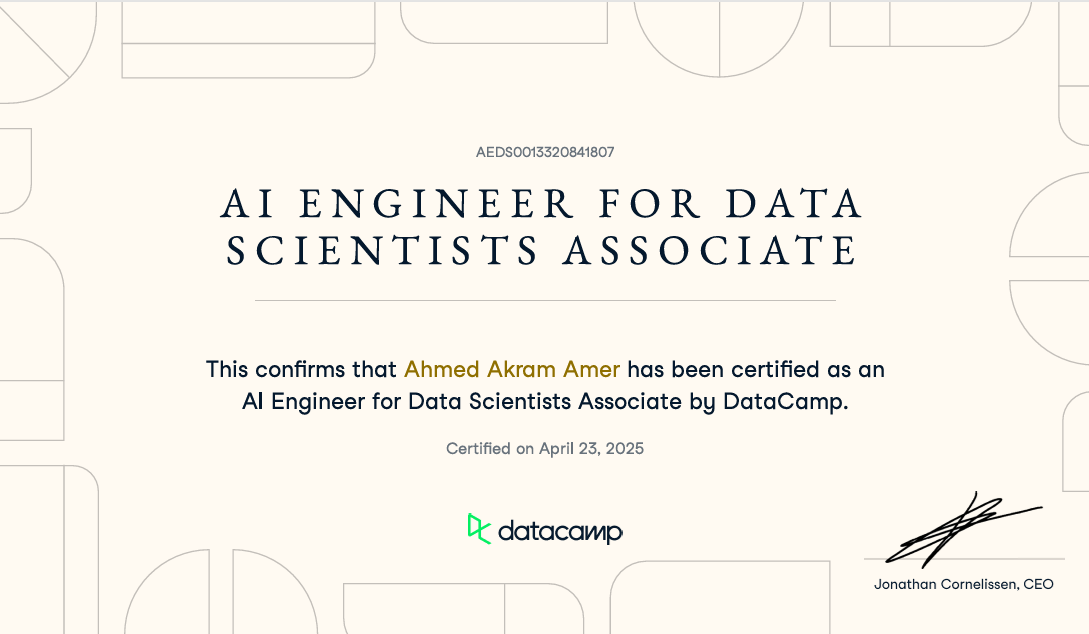 AEDS0013320841807
AI ENGINEER FOR DATA
SCIENTISTS ASSOCIATE
This confirms that Ahmed Akram Amer has been certified as an
AI Engineer for Data Scientists Associate by DataCamp.
Certified on April 23, 2025
datacamp
Jonathan Cornelissen, CEO